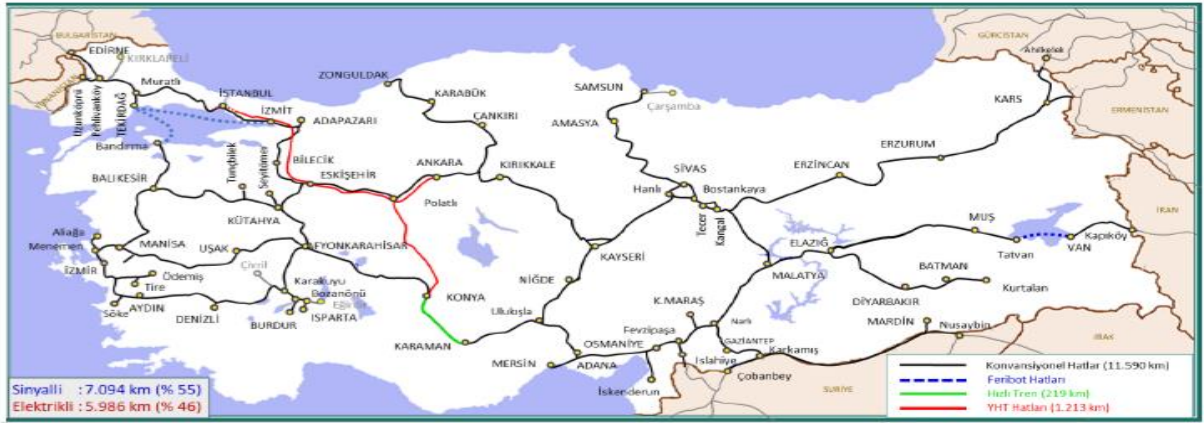 BULGARİSTAN
EDİRNE
KIRKLARELİ
YUNANİSTAN
Uzunköprü
Pehlivanköy
TEKİRDAĞ
Muratlı
İSTANBUL
İZMİT
ADAPAZARI
ZONGULDAK
KARABÜK
ÇANKIRI
SAMSUN
Çarşamba
AMASYA
GÜRCİSTAN
Ahilkelek
KARS
ERMENİSTAN
Bandırma
BALIKESİR
Tunçbilek
Seyitömer
BİLECİK
ESKİŞEHİR
ANKARA
KIRIKKALE
Polatlı
SİVAS
Hanlı
Bostankaya
Tecer
Kangal
ERZİNCAN
ERZURUM
İRAN
Aliağa
Menemen
MANİSA
UŞAK
KÜTAHYA
AFYONKARAHİSAR
İZMİR
Ödemiş
Tire
Çivril
Karakuyu
Bozanönü
Eğirdir
AYDIN
Söke
DENİZLİ
BURDUR
ISPARTA
KONYA
KARAMAN
Ulukışla
NİĞDE
KAYSERİ
MERSİN
ADANA
OSMANİYE
Fevzipaşa
K.MARAŞ
Narlı
GAZİANTEP
İslahiye
İskenderun
Karkamış
Çobanbey
MALATYA
ELAZIĞ
MUŞ
Tatvan
VAN
Kapıköy
BATMAN
Kurtalan
DİYARBAKIR
MARDİN
Nusaybin
IRAK
SURİYE
Sinyalli : 7.094 km (% 55)
Elektrikli : 5.986 km (% 46)
Konvansiyonel Hatlar (11.590 km)
Feribot Hatları
Hızlı Tren (219 km)
YHT Hatları (1.213 km)